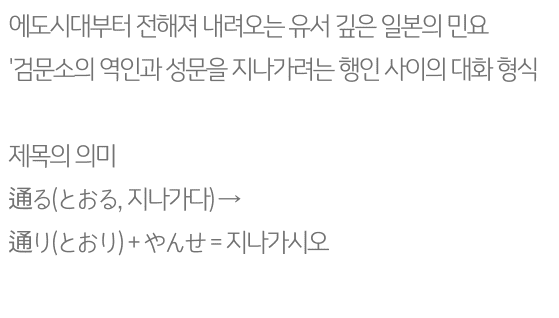 에도시대부터 전해져 내려오는 유서 깊은 일본의 민요
'검문소의 역인과 성문을 지나가려는 행인 사이의 대화 형식
제목의 의미
通る(とおる, 지나가다) →
通り(とおり) + やんせ = 지나가시오